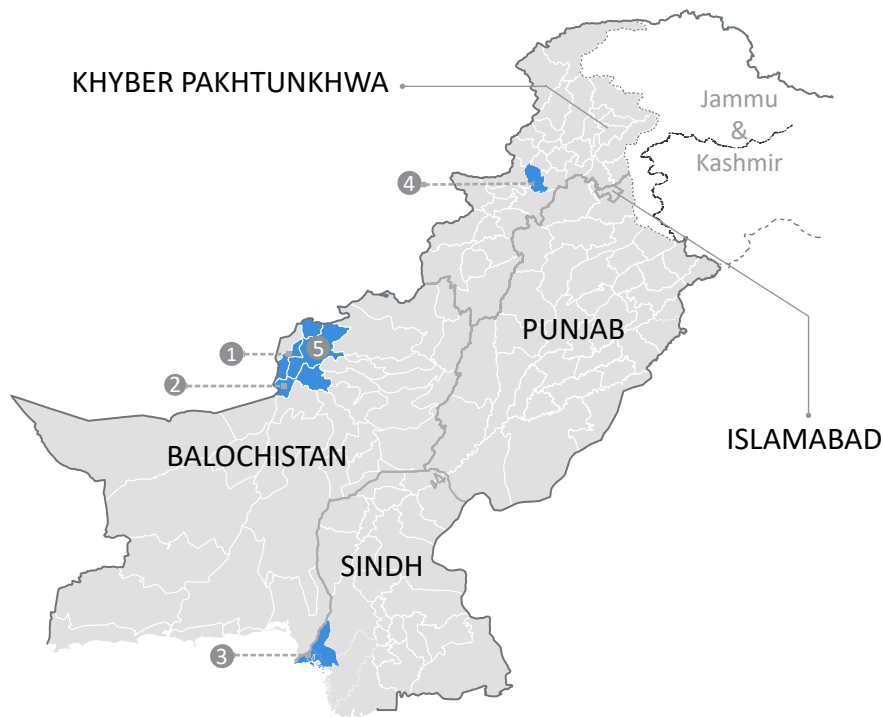 KHYBER PAKHTUNKHWA
Jammu
&
Kashmir
4
PUNJAB
1
5
2
ISLAMABAD
BALOCHISTAN
SINDH
3